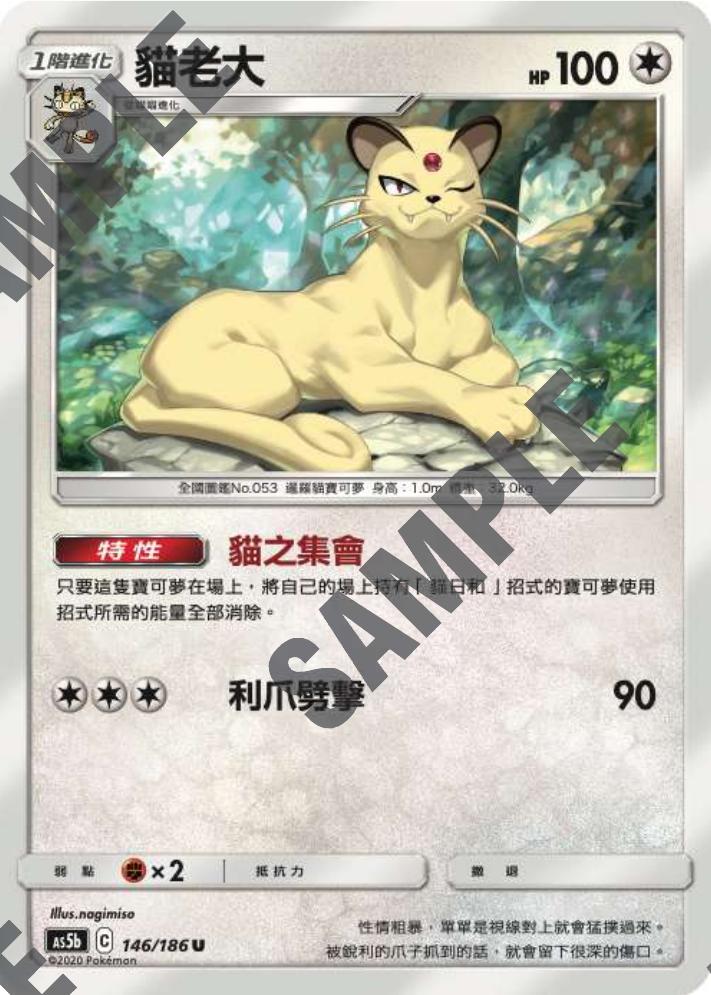 1階進化
貓老大
HP 100
從喵喵進化
全國圖鑑No.053 暹羅貓寶可夢 身高：1.0m 體重：32.0kg
特性 貓之集會
只要這隻寶可夢在場上，將自己的場上持有「貓日和」招式的寶可夢使用
招式所需的能量全部消除。
利爪劈擊 90
弱點 ×2 抵抗力 撤退
Illus.nagimiso
AS5b C 146/186 U
©2020 Pokémon
性情粗暴，單單是視線對上就會猛撲過來。
被銳利的爪子抓到的話，就會留下很深的傷口。
SAMPLE
SAMPLE